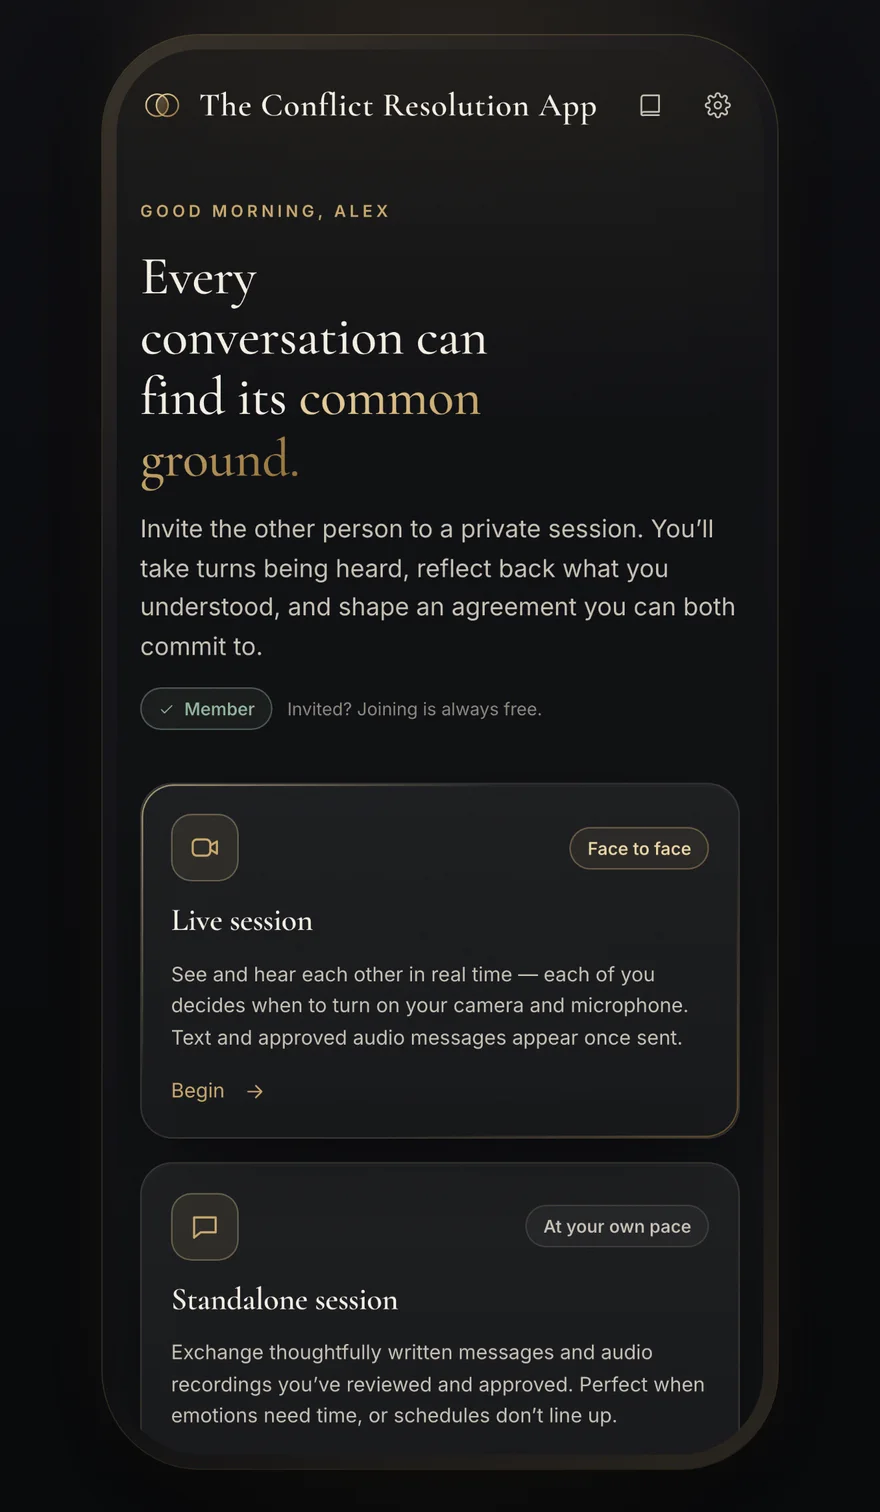 The Conflict Resolution App
GOOD MORNING, ALEX
Every
conversation can
find its common
ground.
Invite the other person to a private session. You’ll
take turns being heard, reflect back what you
understood, and shape an agreement you can both
commit to.
Member
Invited? Joining is always free.
Face to face
Live session
See and hear each other in real time — each of you
decides when to turn on your camera and microphone.
Text and approved audio messages appear once sent.
Begin →
At your own pace
Standalone session
Exchange thoughtfully written messages and audio
recordings you’ve reviewed and approved. Perfect when
emotions need time, or schedules don’t line up.